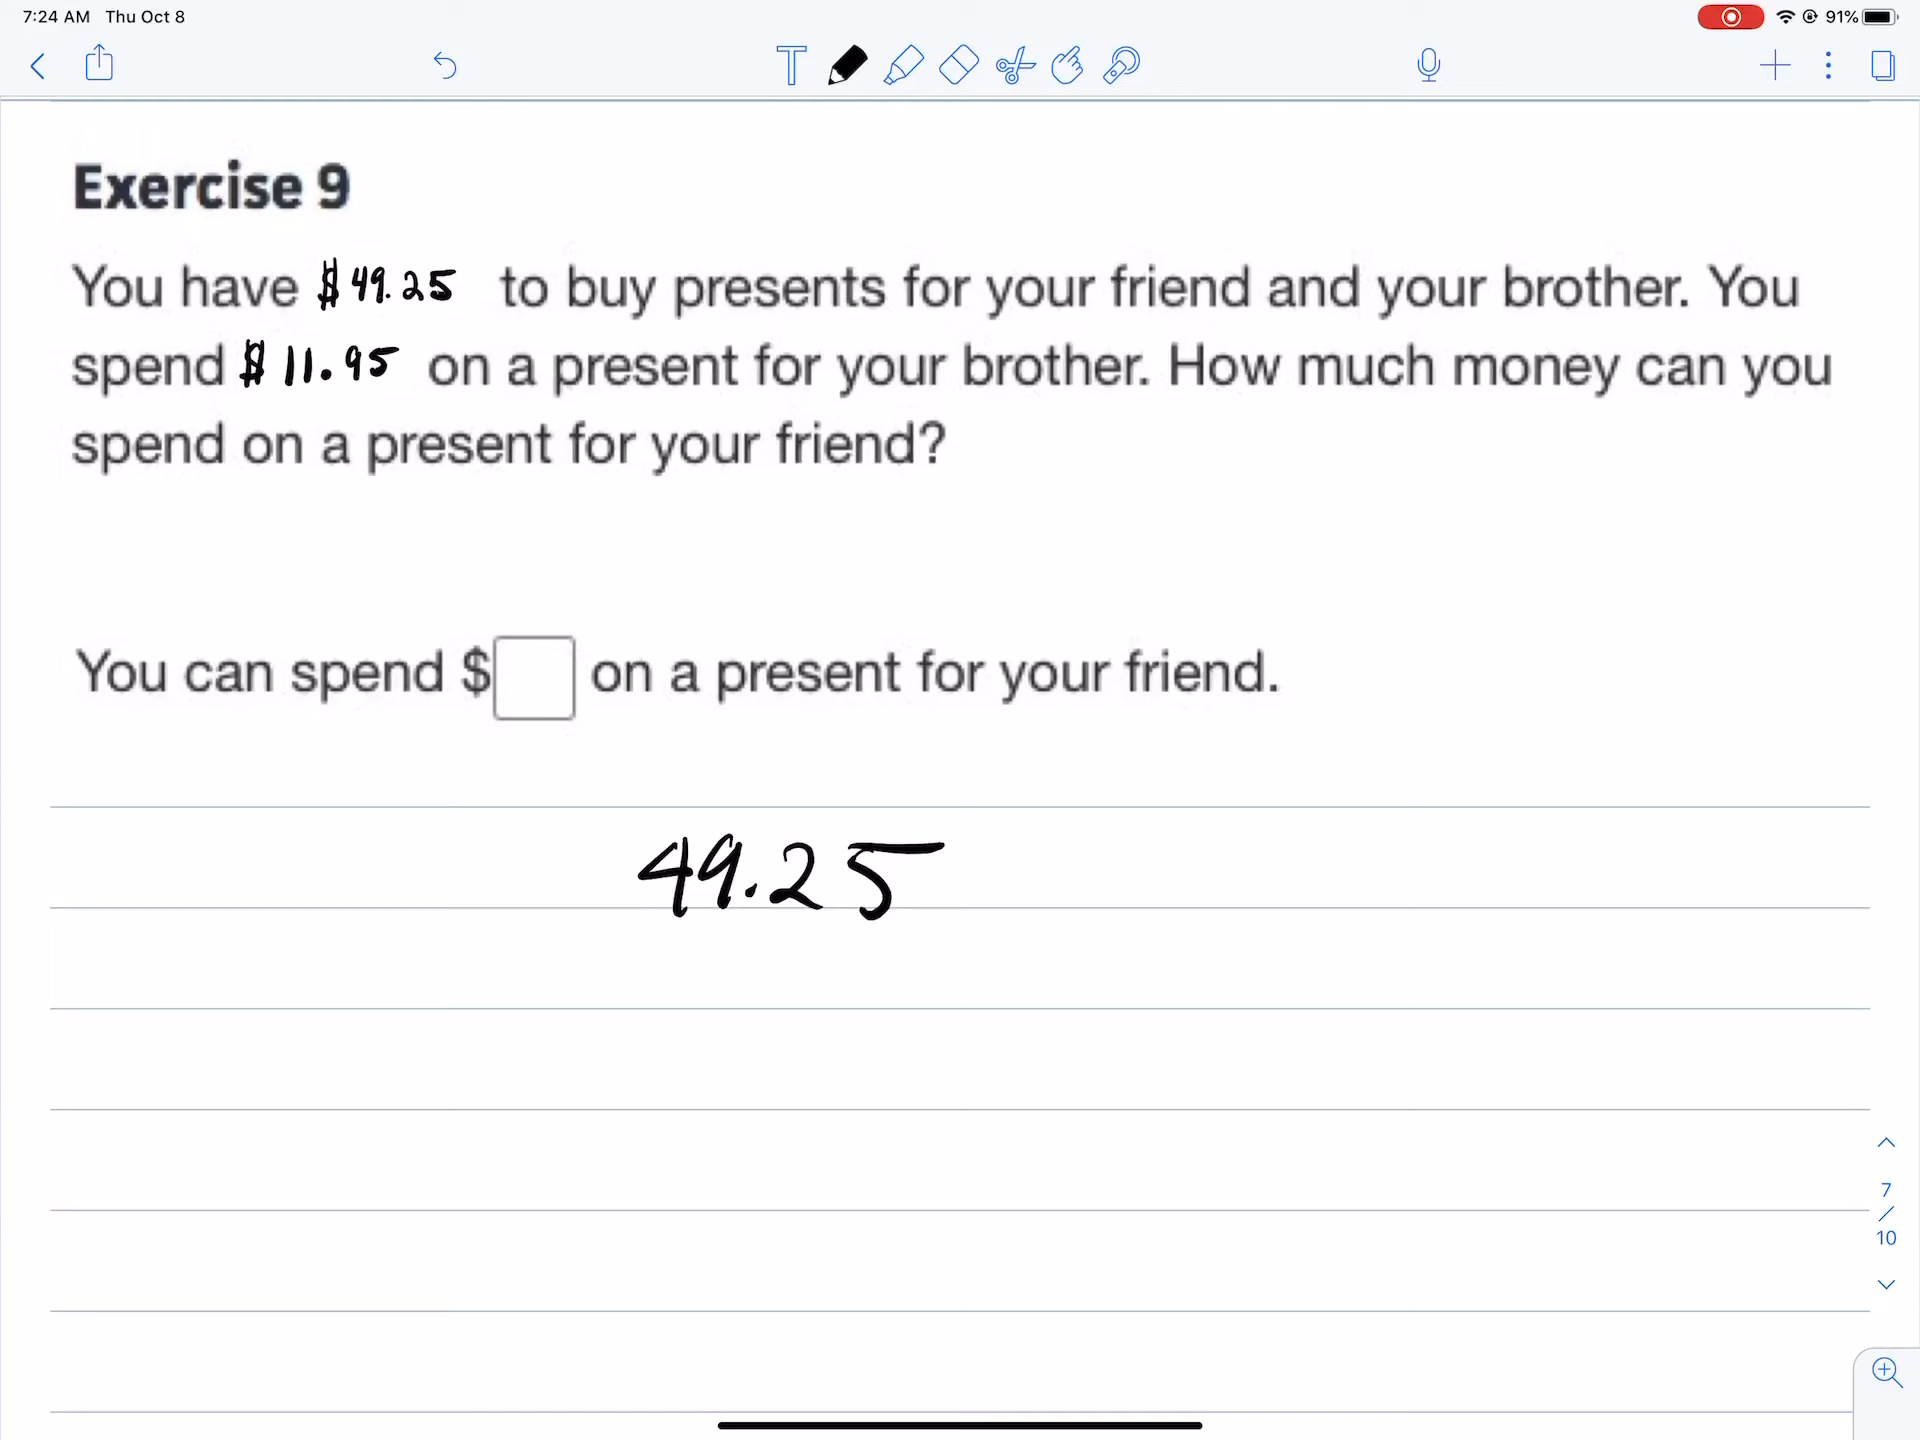 7:24 AM Thu Oct 8
91%
Exercise 9
You have $49.25 to buy presents for your friend and your brother. You
spend $11.95 on a present for your brother. How much money can you
spend on a present for your friend?
You can spend $ on a present for your friend.
49.25
7
/
10